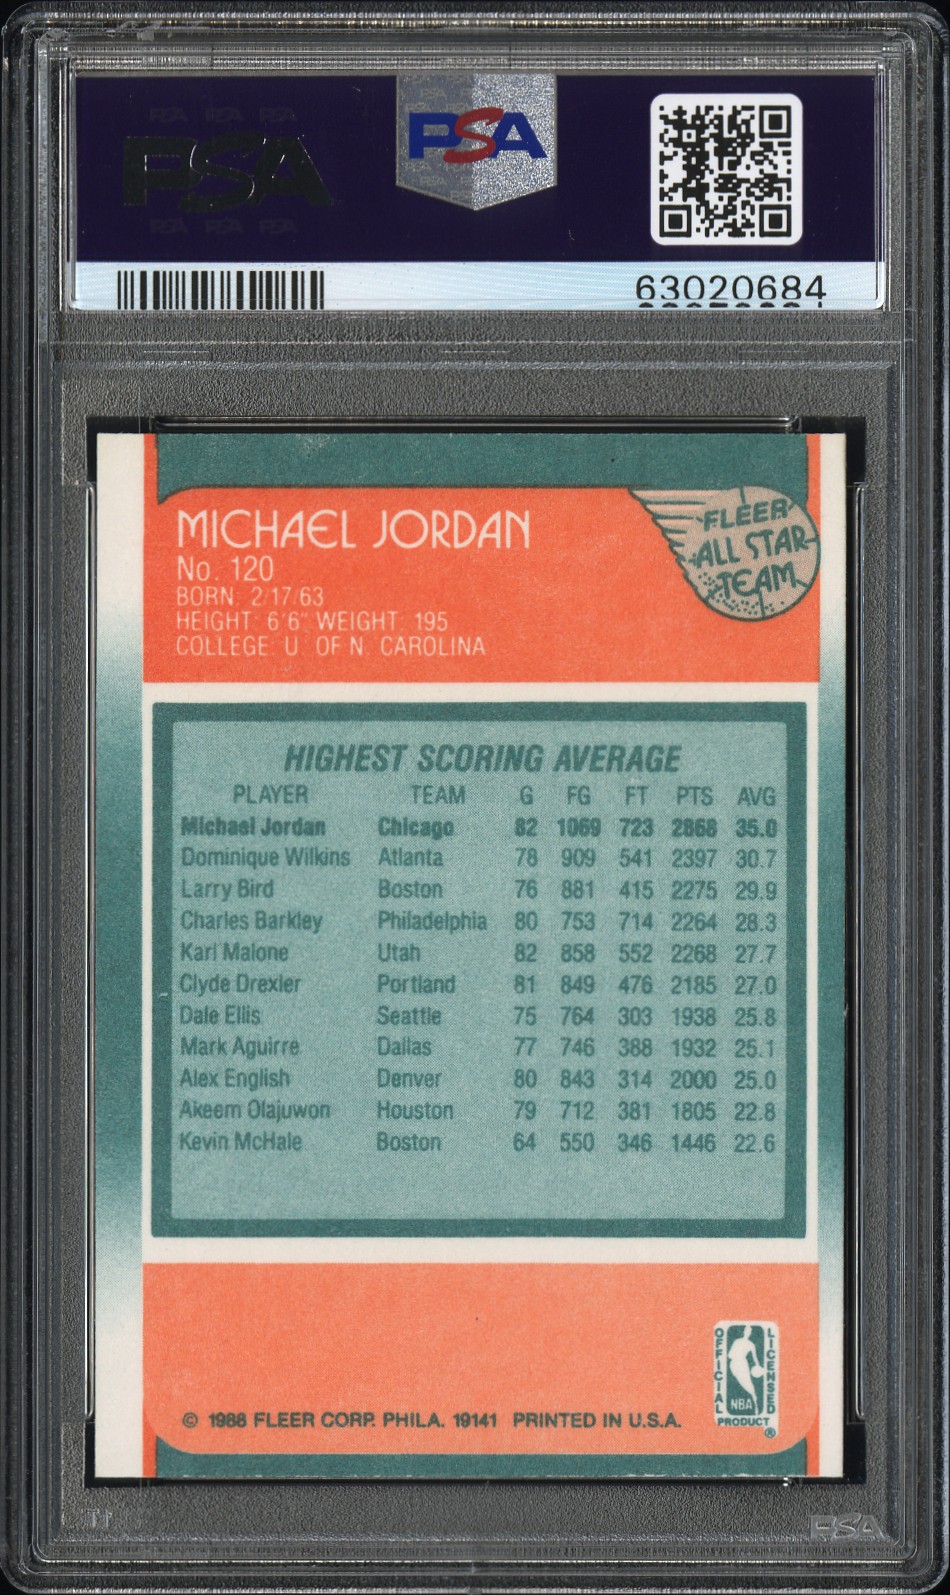 PSA PSA PSA
PSA
PSA PSA PSA
PSA
63020684
MICHAEL JORDAN
No. 120
BORN: 2/17/63
HEIGHT: 6'6" WEIGHT: 195
COLLEGE: U. OF N. CAROLINA
FLEER
ALL STAR
TEAM
HIGHEST SCORING AVERAGE
PLAYER TEAM G FG FT PTS AVG
Michael Jordan Chicago 82 1069 723 2868 35.0
Dominique Wilkins Atlanta 78 909 541 2397 30.7
Larry Bird Boston 76 881 415 2275 29.9
Charles Barkley Philadelphia 80 753 714 2264 28.3
Karl Malone Utah 82 858 552 2268 27.7
Clyde Drexler Portland 81 849 476 2185 27.0
Dale Ellis Seattle 75 764 303 1938 25.8
Mark Aguirre Dallas 77 746 388 1932 25.1
Alex English Denver 80 843 314 2000 25.0
Akeem Olajuwon Houston 79 712 381 1805 22.8
Kevin McHale Boston 64 550 346 1446 22.6
OFFICIAL LICENSED
NBA
PRODUCT
®
© 1988 FLEER CORP. PHILA. 19141 PRINTED IN U.S.A.
PSA